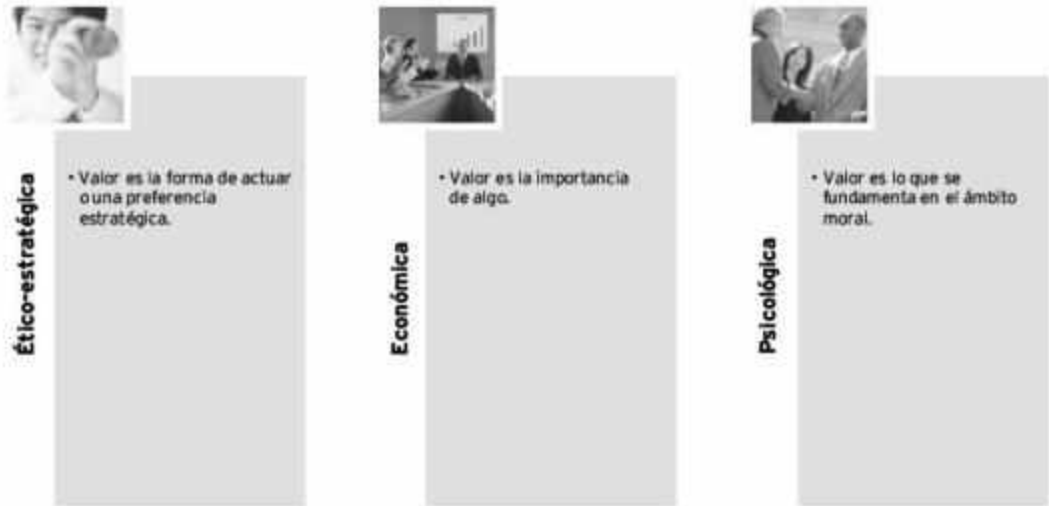 Ético-estratégica
• Valor es la forma de actuar
o una preferencia
estratégica.
Económica
• Valor es la importancia
de algo.
Psicológica
• Valor es lo que se
fundamenta en el ámbito
moral.